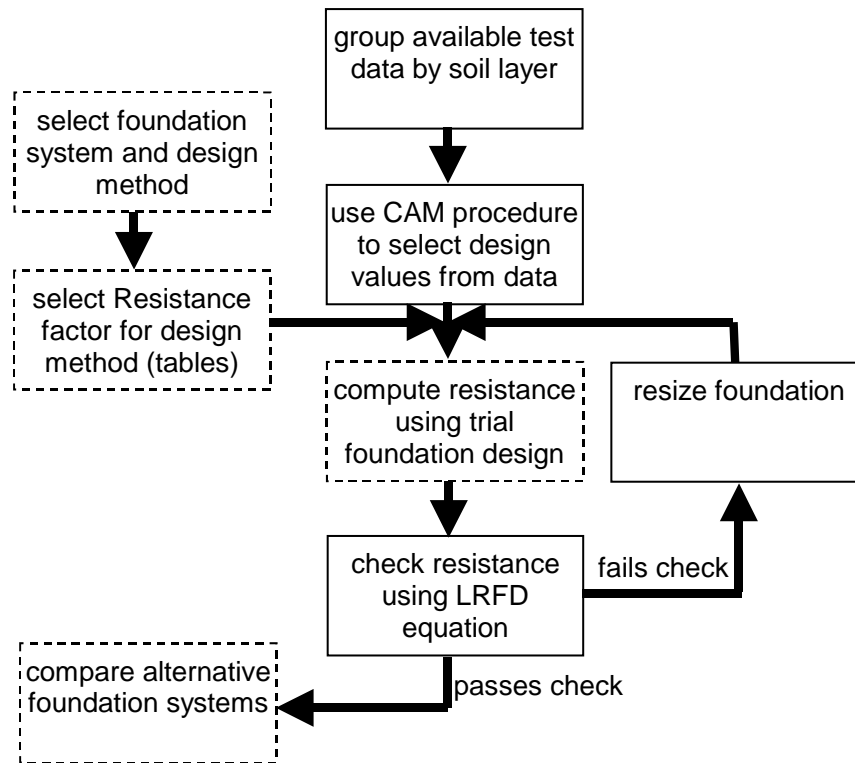 group available test
data by soil layer
select foundation
system and design
method
use CAM procedure
to select design
values from data
select Resistance
factor for design
method (tables)
compute resistance
using trial
foundation design
resize foundation
check resistance
using LRFD
equation
fails check
passes check
compare alternative
foundation systems